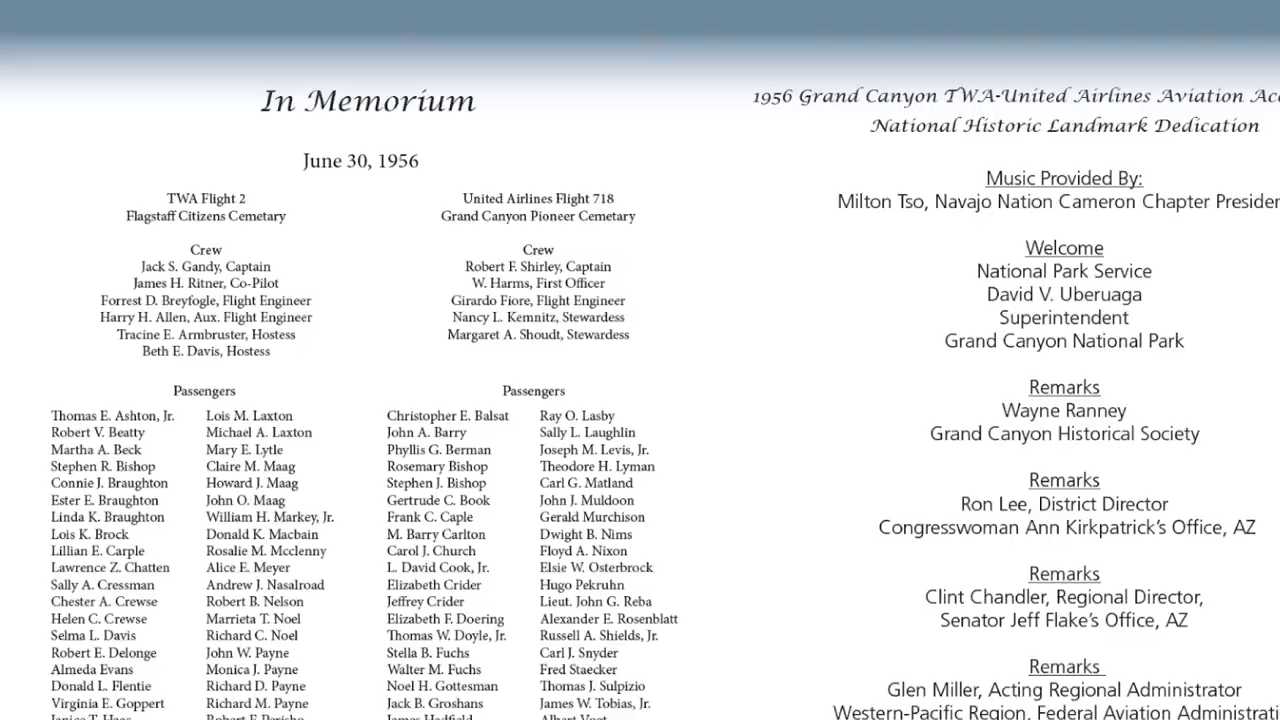 In Memorium
June 30, 1956
TWA Flight 2
Flagstaff Citizens Cemetary
Crew
Jack S. Gandy, Captain
James H. Ritner, Co-Pilot
Forrest D. Breyfogle, Flight Engineer
Harry H. Allen, Aux. Flight Engineer
Tracine E. Armbruster, Hostess
Beth E. Davis, Hostess
Passengers
Thomas E. Ashton, Jr.
Robert V. Beatty
Martha A. Beck
Stephen R. Bishop
Connie J. Braughton
Ester E. Braughton
Linda K. Braughton
Lois K. Brock
Lillian E. Carple
Lawrence Z. Chatten
Sally A. Cressman
Chester A. Crewse
Helen C. Crewse
Selma L. Davis
Robert E. Delonge
Almeda Evans
Donald L. Flentie
Virginia E. Goppert
Janice T. Haas
Lois M. Laxton
Michael A. Laxton
Mary E. Lytle
Claire M. Maag
Howard J. Maag
John O. Maag
William H. Markey, Jr.
Donald K. Macbain
Rosalie M. Mcclenny
Alice E. Meyer
Andrew J. Nasalroad
Robert B. Nelson
Marrieta T. Noel
Richard C. Noel
John W. Payne
Monica J. Payne
Richard D. Payne
Richard M. Payne
Robert F. Perisho
United Airlines Flight 718
Grand Canyon Pioneer Cemetary
Crew
Robert F. Shirley, Captain
W. Harms, First Officer
Girardo Fiore, Flight Engineer
Nancy L. Kemnitz, Stewardess
Margaret A. Shoudt, Stewardess
Passengers
Christopher E. Balsat
John A. Barry
Phyllis G. Berman
Rosemary Bishop
Stephen J. Bishop
Gertrude C. Book
Frank C. Caple
M. Barry Carlton
Carol J. Church
L. David Cook, Jr.
Elizabeth Crider
Jeffrey Crider
Elizabeth F. Doering
Thomas W. Doyle, Jr.
Stella B. Fuchs
Walter M. Fuchs
Noel H. Gottesman
Jack B. Groshans
James Hadfield
Ray O. Lasby
Sally L. Laughlin
Joseph M. Levis, Jr.
Theodore H. Lyman
Carl G. Matland
John J. Muldoon
Gerald Murchison
Dwight B. Nims
Floyd A. Nixon
Elsie W. Osterbrock
Hugo Pekruhn
Lieut. John G. Reba
Alexander E. Rosenblatt
Russell A. Shields, Jr.
Carl J. Snyder
Fred Staecker
Thomas J. Sulpizio
James W. Tobias, Jr.
Albert Vogt
1956 Grand Canyon TWA-United Airlines Aviation Acc
National Historic Landmark Dedication
Music Provided By:
Milton Tso, Navajo Nation Cameron Chapter Presiden
Welcome
National Park Service
David V. Uberuaga
Superintendent
Grand Canyon National Park
Remarks
Wayne Ranney
Grand Canyon Historical Society
Remarks
Ron Lee, District Director
Congresswoman Ann Kirkpatrick's Office, AZ
Remarks
Clint Chandler, Regional Director,
Senator Jeff Flake's Office, AZ
Remarks
Glen Miller, Acting Regional Administrator
Western-Pacific Region, Federal Aviation Administrati